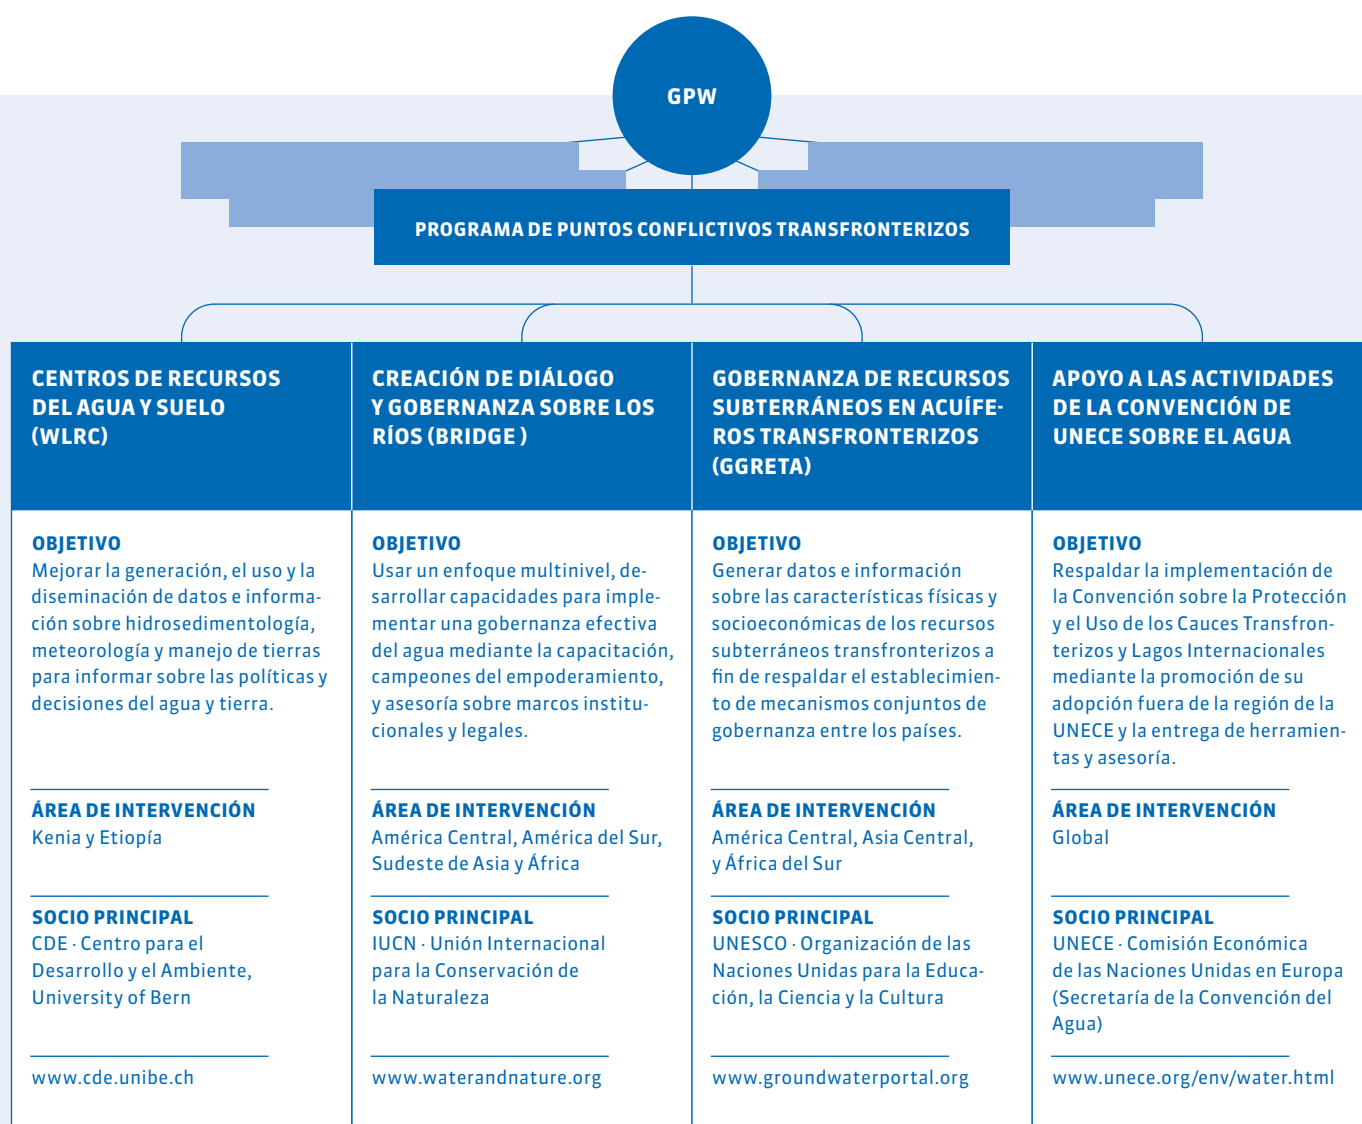 GPW
PROGRAMA DE PUNTOS CONFLICTIVOS TRANSFRONTERIZOS
CENTROS DE RECURSOS
DEL AGUA Y SUELO
(WLRC)
OBJETIVO
Mejorar la generación, el uso y la
diseminación de datos e informa-
ción sobre hidrosedimentología,
meteorología y manejo de tierras
para informar sobre las políticas y
decisiones del agua y tierra.
ÁREA DE INTERVENCIÓN
Kenia y Etiopía
SOCIO PRINCIPAL
CDE · Centro para el
Desarrollo y el Ambiente,
University of Bern
www.cde.unibe.ch
CREACIÓN DE DIÁLOGO
Y GOBERNANZA SOBRE LOS
RÍOS (BRIDGE )
OBJETIVO
Usar un enfoque multinivel, de-
sarrollar capacidades para imple-
mentar una gobernanza efectiva
del agua mediante la capacitación,
campeones del empoderamiento,
y asesoría sobre marcos institu-
cionales y legales.
ÁREA DE INTERVENCIÓN
América Central, América del Sur,
Sudeste de Asia y África
SOCIO PRINCIPAL
IUCN · Unión Internacional
para la Conservación de
la Naturaleza
www.waterandnature.org
GOBERNANZA DE RECURSOS
SUBTERRÁNEOS EN ACUÍFE-
ROS TRANSFRONTERIZOS
(GGRETA)
OBJETIVO
Generar datos e información
sobre las características físicas y
socioeconómicas de los recursos
subterráneos transfronterizos a
fin de respaldar el establecimien-
to de mecanismos conjuntos de
gobernanza entre los países.
ÁREA DE INTERVENCIÓN
América Central, Asia Central,
y África del Sur
SOCIO PRINCIPAL
UNESCO · Organización de las
Naciones Unidas para la Educa-
ción, la Ciencia y la Cultura
www.groundwaterportal.org
APOYO A LAS ACTIVIDADES
DE LA CONVENCIÓN DE
UNECE SOBRE EL AGUA
OBJETIVO
Respaldar la implementación de
la Convención sobre la Protección
y el Uso de los Cauces Transfron-
terizos y Lagos Internacionales
mediante la promoción de su
adopción fuera de la región de la
UNECE y la entrega de herramien-
tas y asesoría.
ÁREA DE INTERVENCIÓN
Global
SOCIO PRINCIPAL
UNECE · Comisión Económica
de las Naciones Unidas en Europa
(Secretaría de la Convención del
Agua)
www.unece.org/env/water.html